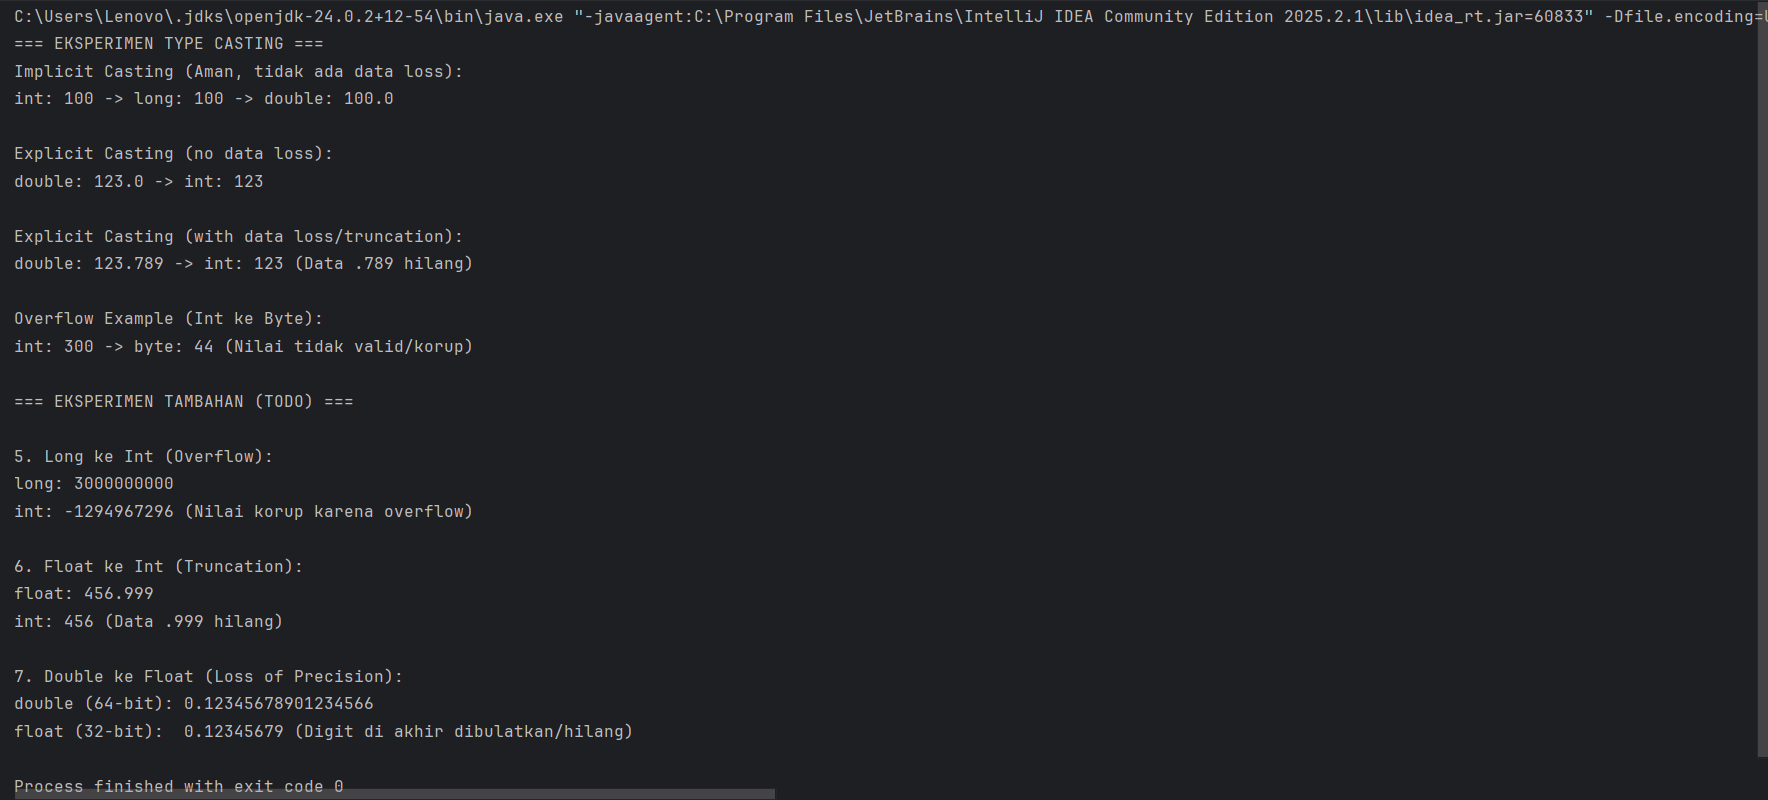 C:\Users\Lenovo\.jdks\openjdk-24.0.2+12-54\bin\java.exe "-javaagent:C:\Program Files\JetBrains\IntelliJ IDEA Community Edition 2025.2.1\lib\idea_rt.jar=60833" -Dfile.encoding=
=== EKSPERIMEN TYPE CASTING ===
Implicit Casting (Aman, tidak ada data loss):
int: 100 -> long: 100 -> double: 100.0
Explicit Casting (no data loss):
double: 123.0 -> int: 123
Explicit Casting (with data loss/truncation):
double: 123.789 -> int: 123 (Data .789 hilang)
Overflow Example (Int ke Byte):
int: 300 -> byte: 44 (Nilai tidak valid/korup)
=== EKSPERIMEN TAMBAHAN (TODO) ===
5. Long ke Int (Overflow):
long: 3000000000
int: -1294967296 (Nilai korup karena overflow)
6. Float ke Int (Truncation):
float: 456.999
int: 456 (Data .999 hilang)
7. Double ke Float (Loss of Precision):
double (64-bit): 0.12345678901234566
float (32-bit):  0.12345679 (Digit di akhir dibulatkan/hilang)
Process finished with exit code 0